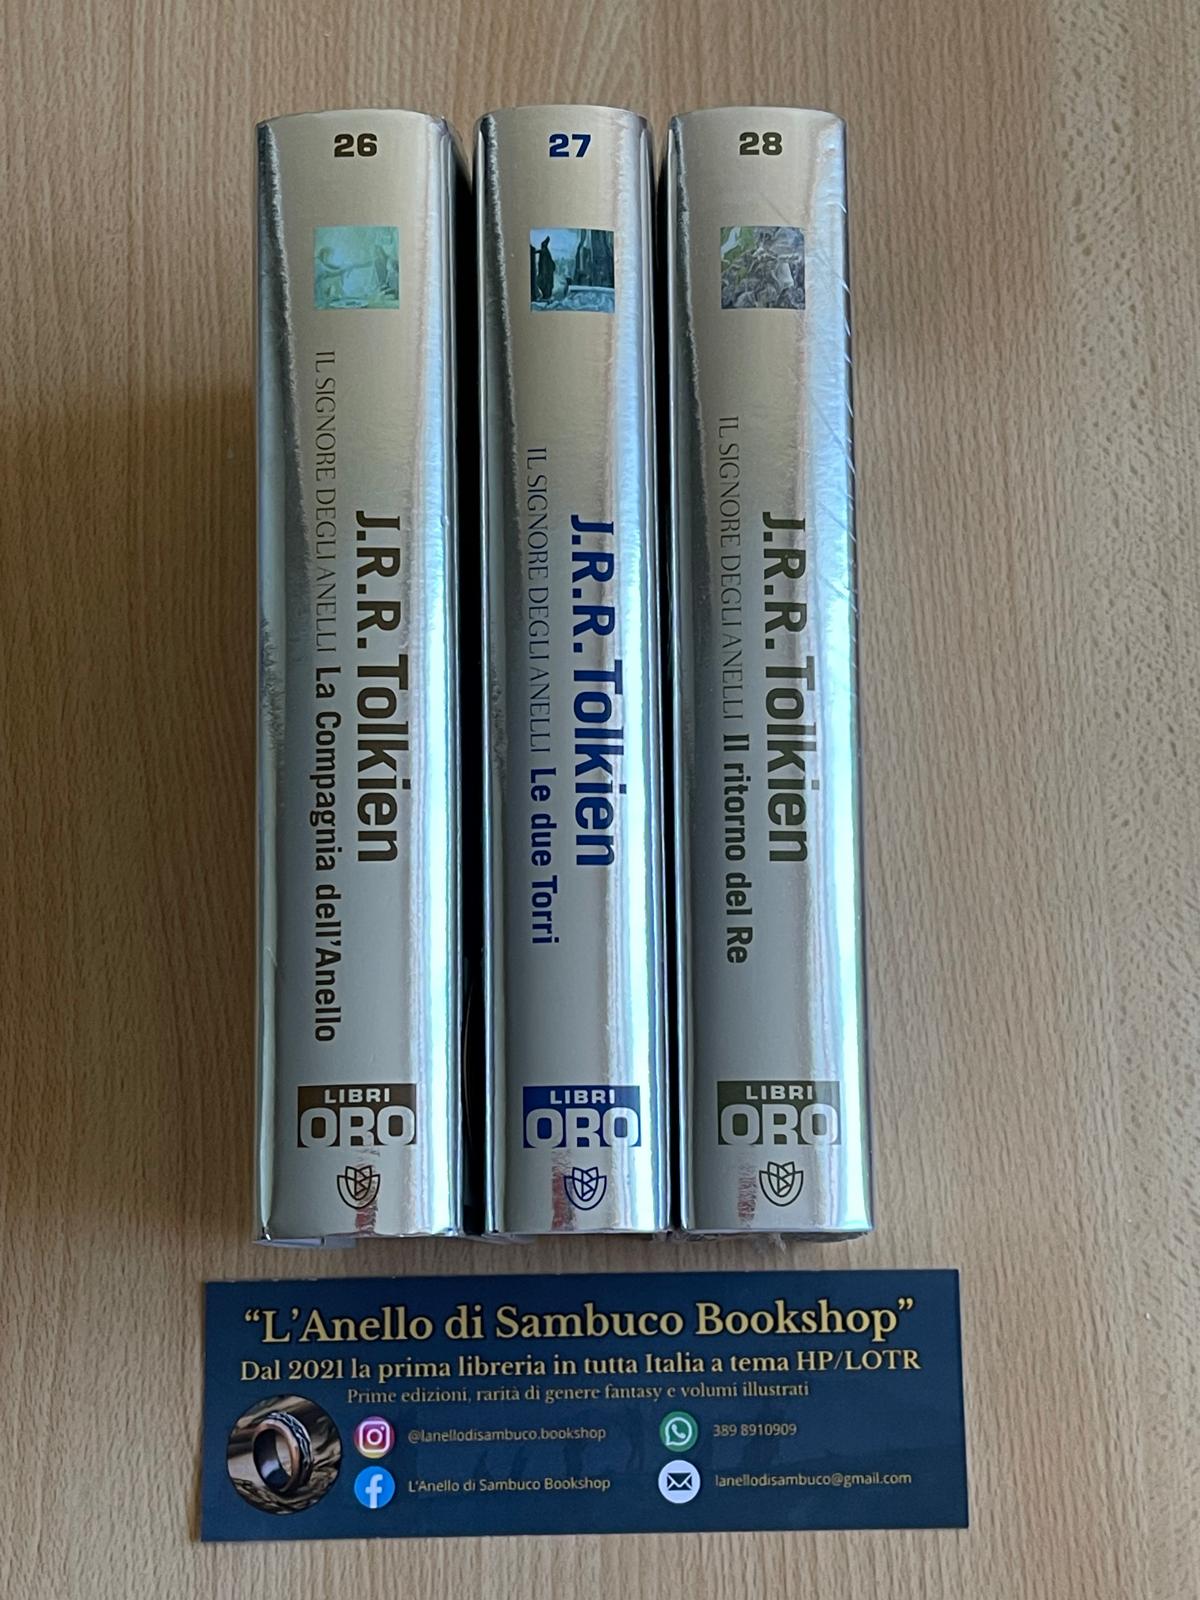 26
IL SIGNORE DEGLI ANELLI La Compagnia dell'Anello
J.R.R. Tolkien
LIBRI
ORO
27
IL SIGNORE DEGLI ANELLI Le due Torri
J.R.R. Tolkien
LIBRI
ORO
28
IL SIGNORE DEGLI ANELLI Il ritorno del Re
J.R.R. Tolkien
LIBRI
ORO
“L’Anello di Sambuco Bookshop”
Dal 2021 la prima libreria in tutta Italia a tema HP/LOTR
Prime edizioni, rarità di genere fantasy e volumi illustrati
@lanellodisambuco.bookshop
389 8910909
L'Anello di Sambuco Bookshop
lanellodisambuco@gmail.com